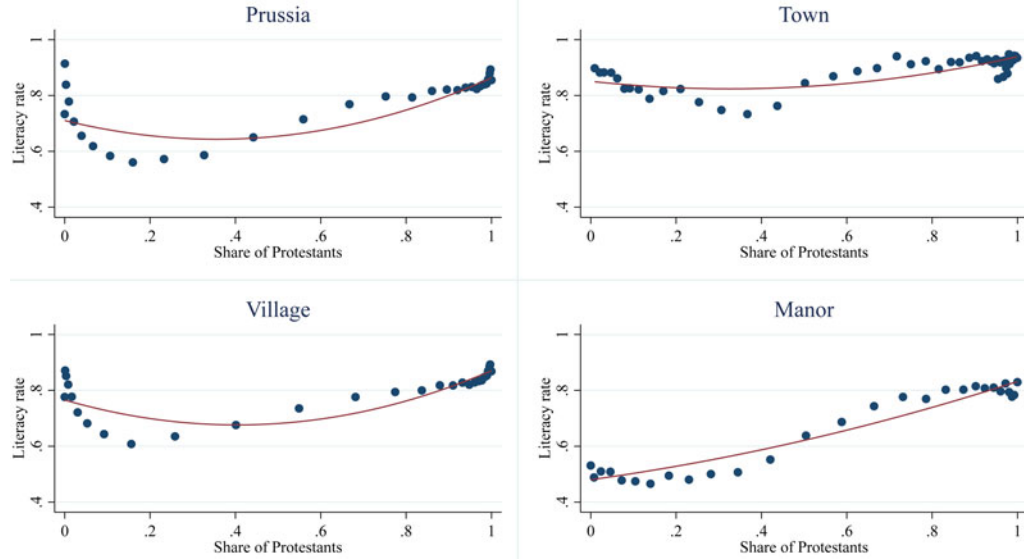 Prussia
Literacy rate
1
.8
.6
.4
0 .2 .4 .6 .8 1
Share of Protestants
Town
Literacy rate
1
.8
.6
.4
0 .2 .4 .6 .8 1
Share of Protestants
Village
Literacy rate
1
.8
.6
.4
0 .2 .4 .6 .8 1
Share of Protestants
Manor
Literacy rate
1
.8
.6
.4
0 .2 .4 .6 .8 1
Share of Protestants